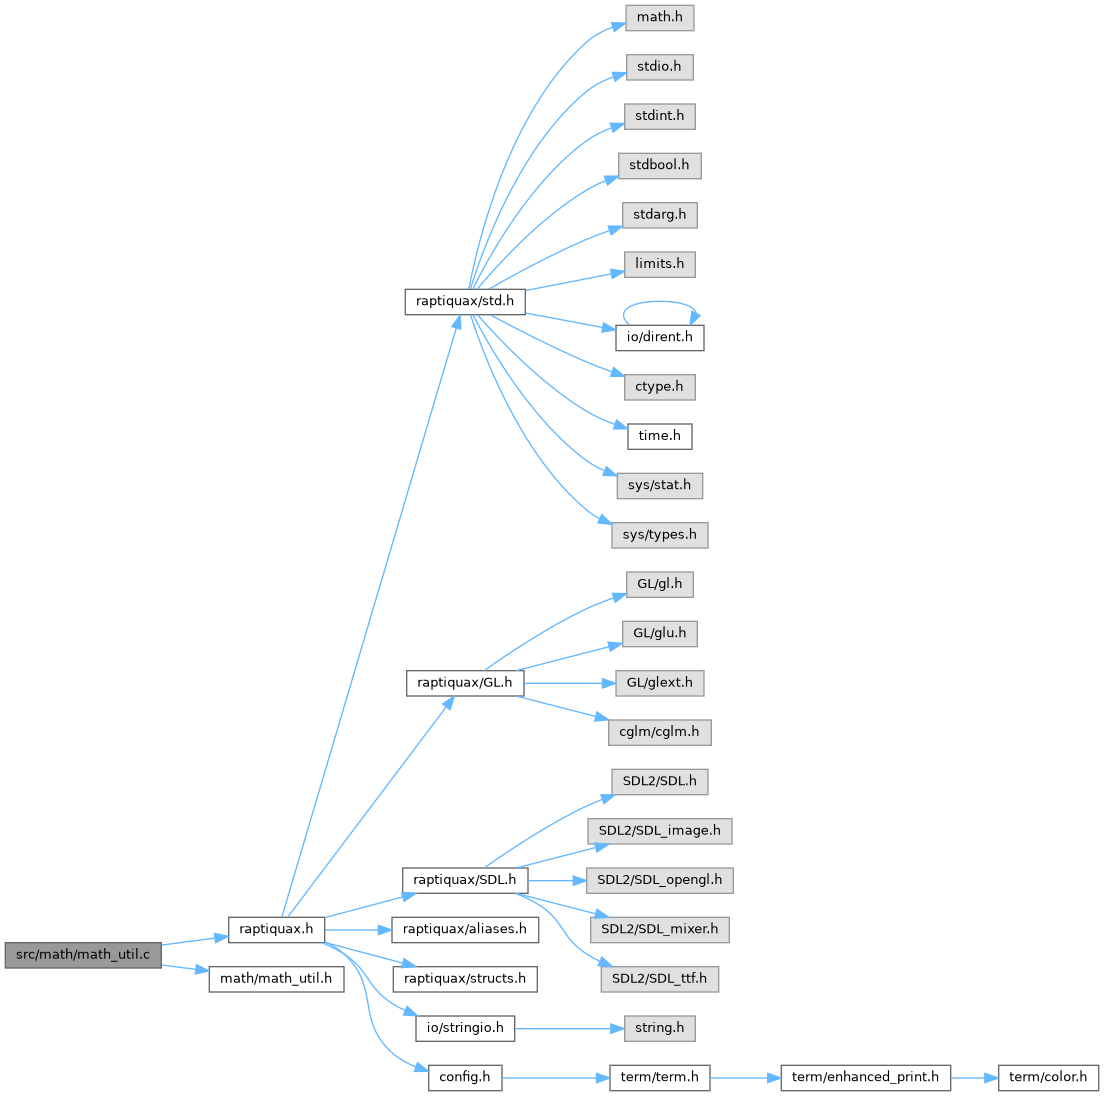 math.h
stdio.h
stdint.h
stdbool.h
stdarg.h
limits.h
raptiquax/std.h
io/dirent.h
ctype.h
time.h
sys/stat.h
sys/types.h
GL/gl.h
GL/glu.h
raptiquax/GL.h
GL/glext.h
cglm/cglm.h
SDL2/SDL.h
SDL2/SDL_image.h
raptiquax/SDL.h
SDL2/SDL_opengl.h
raptiquax.h
raptiquax/aliases.h
SDL2/SDL_mixer.h
src/math/math_util.c
math/math_util.h
raptiquax/structs.h
SDL2/SDL_ttf.h
io/stringio.h
string.h
config.h
term/term.h
term/enhanced_print.h
term/color.h